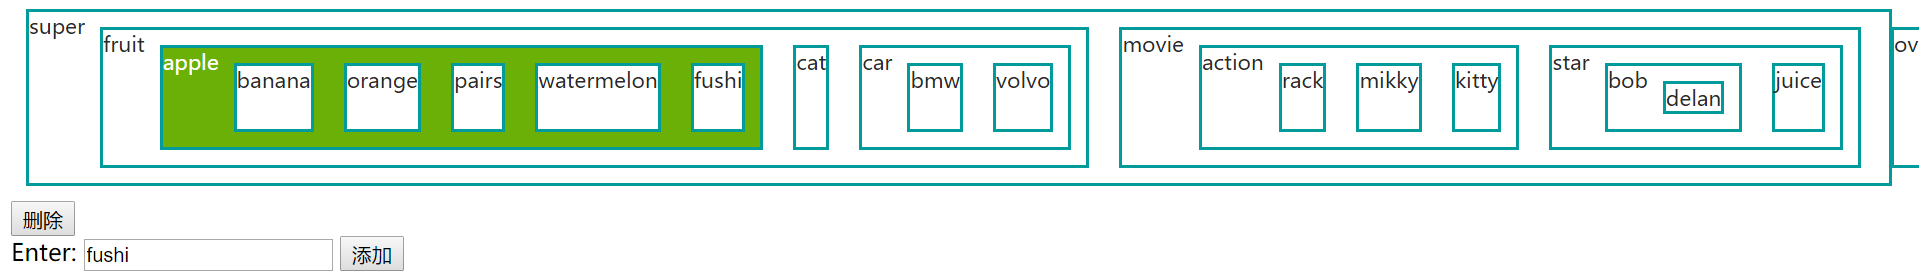 super
fruit
apple
banana
orange
pairs
watermelon
fushi
cat
car
bmw
volvo
movie
action
rack
mikky
kitty
star
bob
delan
juice
ov
删除
Enter: fushi 添加